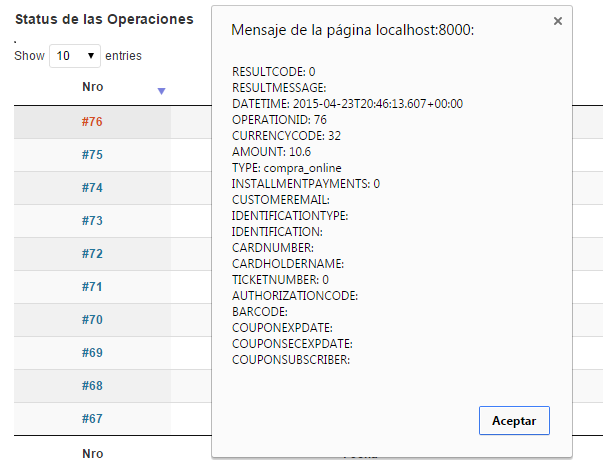 Status de las Operaciones
.
Show 10 entries
Nro
#76
#75
#74
#73
#72
#71
#70
#69
#68
#67
Nro
Mensaje de la página localhost:8000:
RESULTCODE: 0
RESULTMESSAGE:
DATETIME: 2015-04-23T20:46:13.607+00:00
OPERATIONID: 76
CURRENCYCODE: 32
AMOUNT: 10.6
TYPE: compra_online
INSTALLMENTPAYMENTS: 0
CUSTOMEREMAIL:
IDENTIFICATIONTYPE:
IDENTIFICATION:
CARDNUMBER:
CARDHOLDERNAME:
TICKETNUMBER: 0
AUTHORIZATIONCODE:
BARCODE:
COUPONEXPDATE:
COUPONSECEXPDATE:
COUPONSUBSCRIBER:
Aceptar